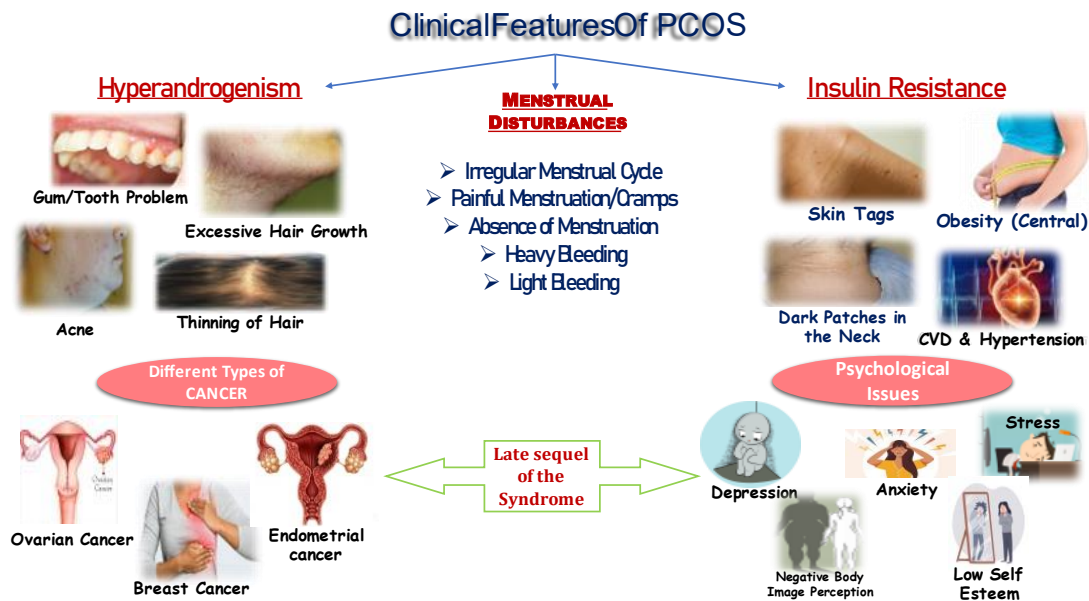 ClinicalFeaturesOf PCOS
Hyperandrogenism
Gum/Tooth Problem
Excessive Hair Growth
Acne
Thinning of Hair
MENSTRUAL
DISTURBANCES
➢ Irregular Menstrual Cycle
➢ Painful Menstruation/Cramps
➢ Absence of Menstruation
➢ Heavy Bleeding
➢ Light Bleeding
Insulin Resistance
Skin Tags
Obesity (Central)
Dark Patches in
the Neck
CVD & Hypertension
Different Types of
CANCER
Ovarian
Cancer
Ovarian Cancer
Breast Cancer
Endometrial
cancer
Late sequel
of the
Syndrome
Psychological
Issues
Depression
Anxiety
Stress
Negative Body
Image Perception
Low Self
Esteem